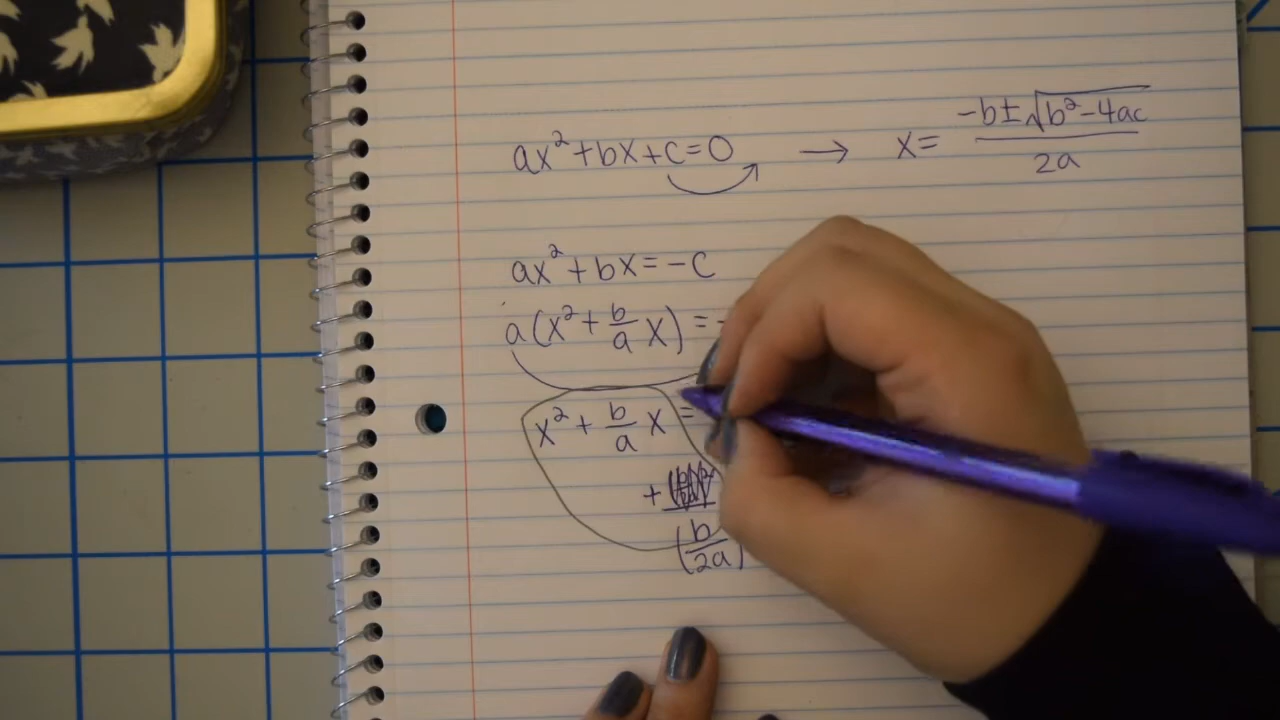 ax²+bx+c=0 → x= (-b±√(b²-4ac))/(2a)
ax²+bx=-c
a(x²+b/a x)=-
x²+b/a x=
+
(b/2a)